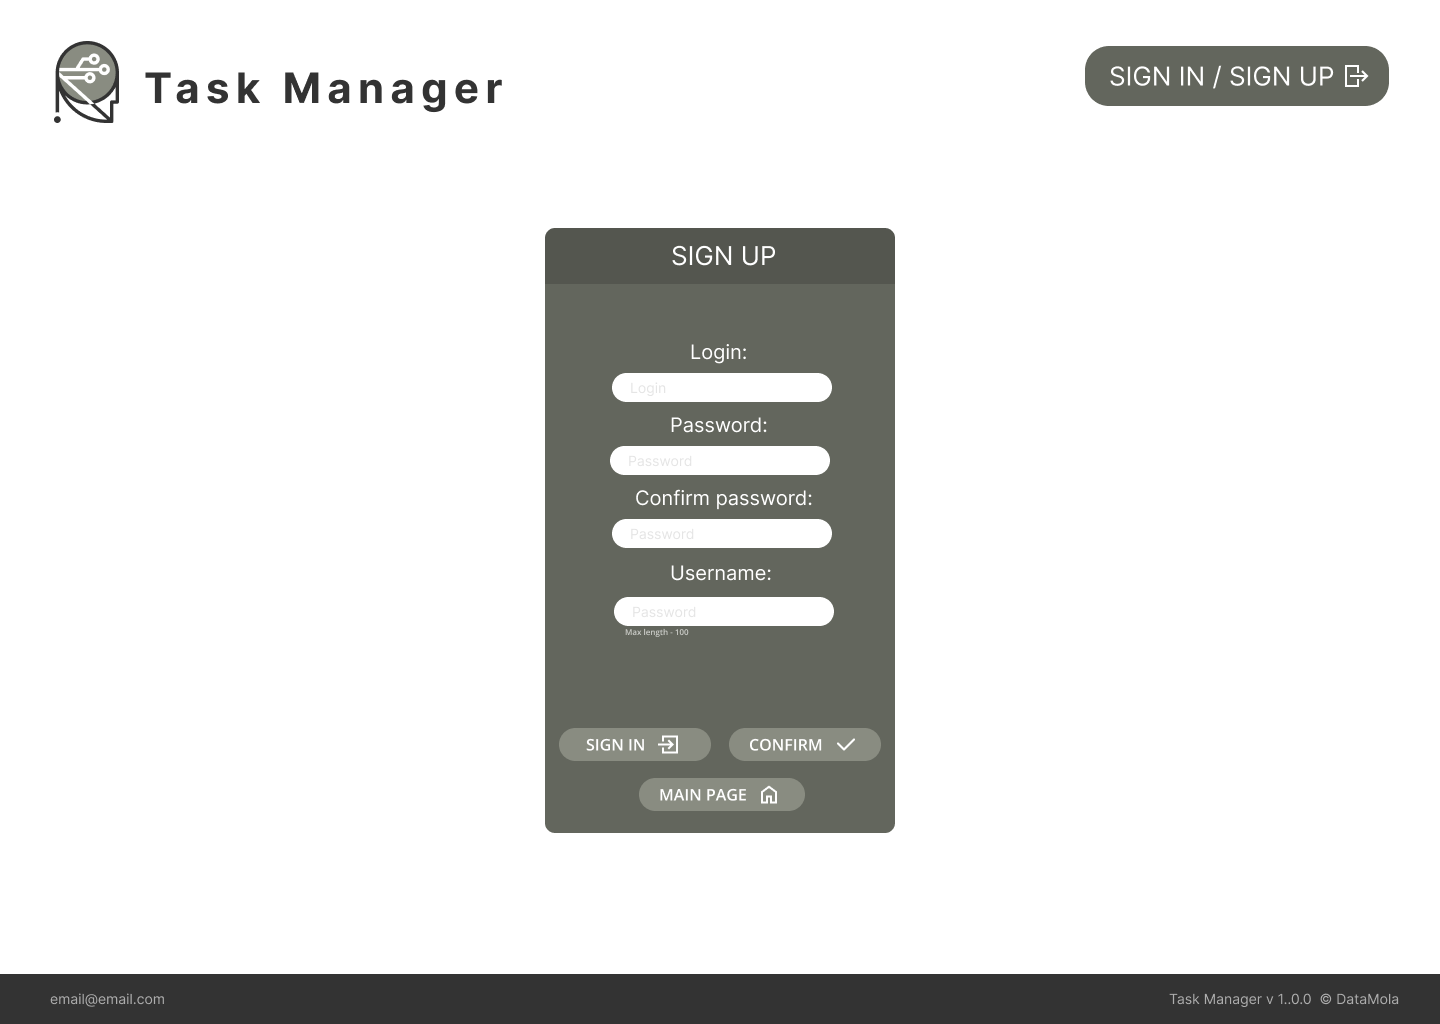 Task Manager
SIGN IN / SIGN UP
SIGN UP
Login:
Login
Password:
Password
Confirm password:
Password
Username:
Password
Max length - 100
SIGN IN
CONFIRM
MAIN PAGE
email@email.com
Task Manager v 1..0.0 © DataMola